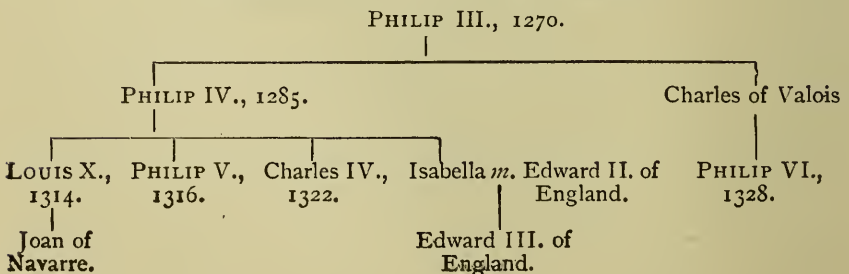 PHILIP III., 1270.
PHILIP IV., 1285.
Charles of Valois
LOUIS X.,
1314.
PHILIP V.,
1316.
Charles IV.,
1322.
Isabella m. Edward II. of
England.
PHILIP VI.,
1328.
Joan of
Navarre.
Edward III. of
England.